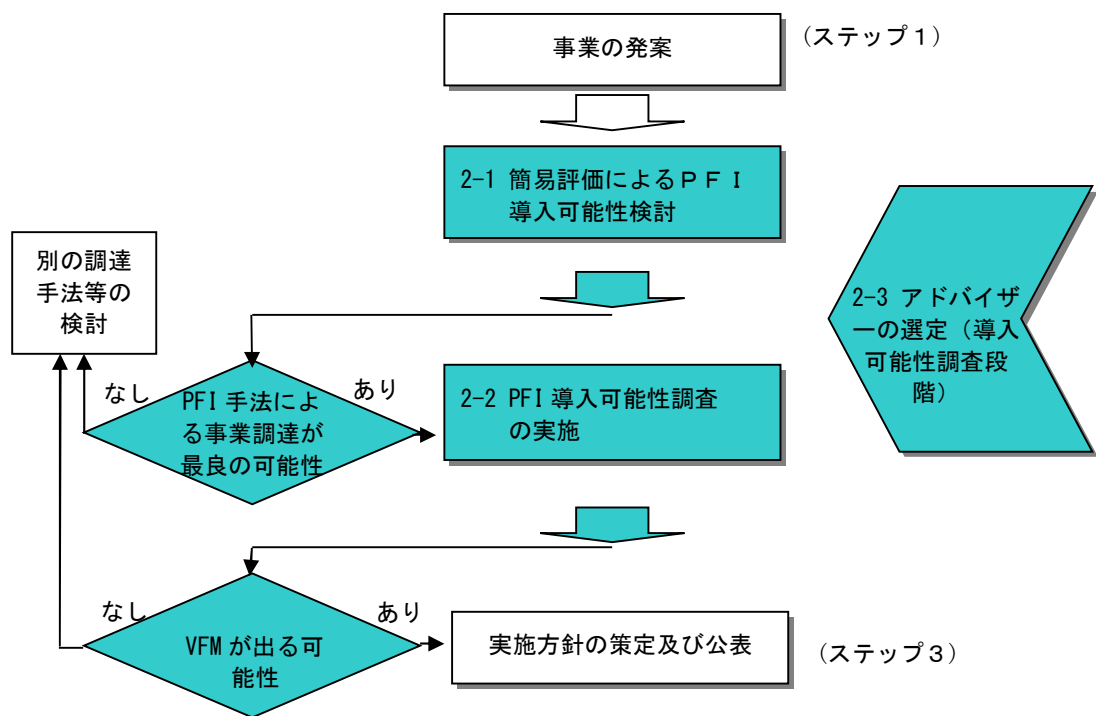 事業の発案
(ステップ1)
2-1 簡易評価によるPFI
導入可能性検討
別の調達
手法等の
検討
2-3 アドバイザ
ーの選定（導入
可能性調査段
階）
なし
あり
PFI 手法によ
る事業調達が
最良の可能性
2-2 PFI 導入可能性調査
の実施
なし
あり
VFM が出る可
能性
実施方針の策定及び公表
(ステップ3)